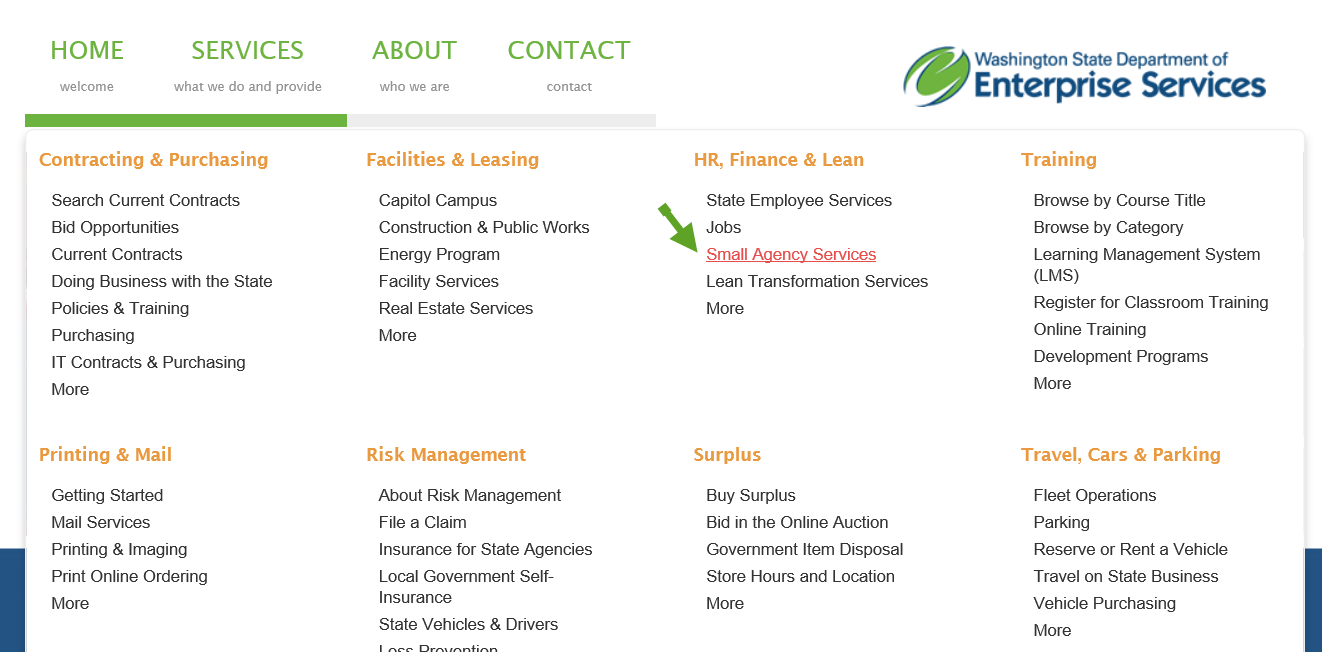 HOME
SERVICES
ABOUT
CONTACT
welcome
what we do and provide
who we are
contact
Washington State Department of
Enterprise Services
Contracting & Purchasing
Search Current Contracts
Bid Opportunities
Current Contracts
Doing Business with the State
Policies & Training
Purchasing
IT Contracts & Purchasing
More
Facilities & Leasing
Capitol Campus
Construction & Public Works
Energy Program
Facility Services
Real Estate Services
More
HR, Finance & Lean
State Employee Services
Jobs
Small Agency Services
Lean Transformation Services
More
Training
Browse by Course Title
Browse by Category
Learning Management System
(LMS)
Register for Classroom Training
Online Training
Development Programs
More
Printing & Mail
Getting Started
Mail Services
Printing & Imaging
Print Online Ordering
More
Risk Management
About Risk Management
File a Claim
Insurance for State Agencies
Local Government Self-
Insurance
State Vehicles & Drivers
Loss Prevention
Surplus
Buy Surplus
Bid in the Online Auction
Government Item Disposal
Store Hours and Location
More
Travel, Cars & Parking
Fleet Operations
Parking
Reserve or Rent a Vehicle
Travel on State Business
Vehicle Purchasing
More